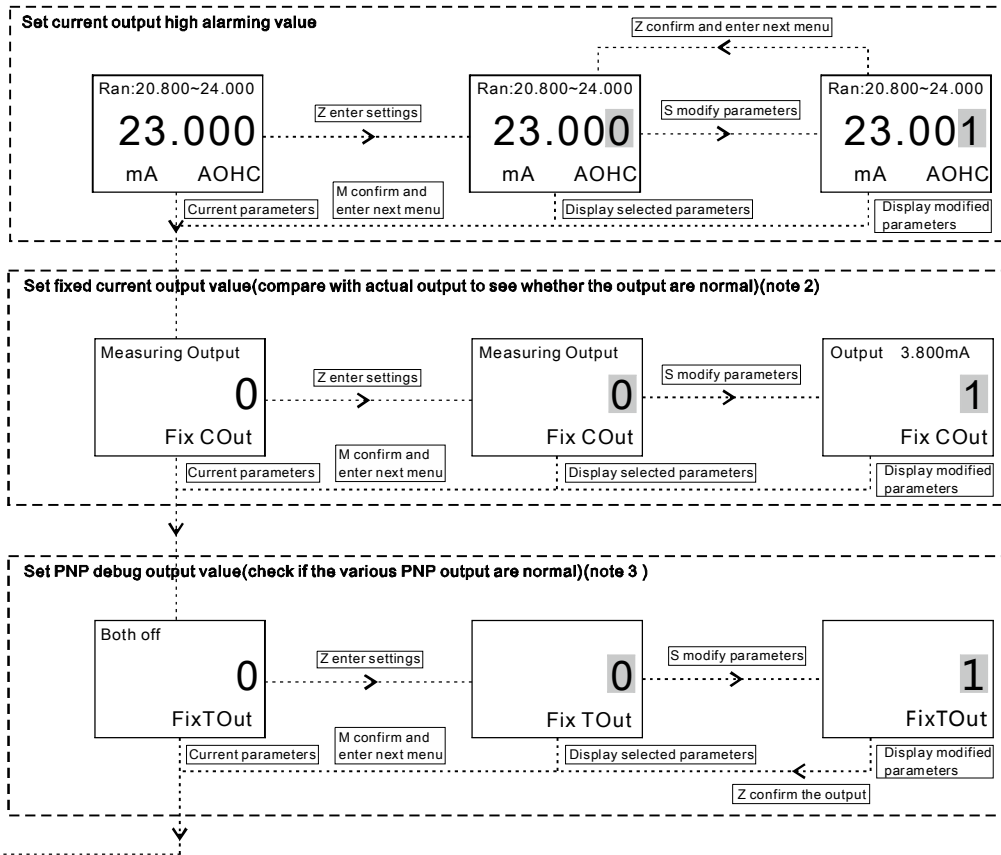 Set current output high alarming value
Z confirm and enter next menu
Ran:20.800~24.000
23.000
mA AOHC
Z enter settings
Ran:20.800~24.000
23.000
mA AOHC
S modify parameters
Ran:20.800~24.000
23.001
mA AOHC
Current parameters
M confirm and
enter next menu
Display selected parameters
Display modified
parameters
Set fixed current output value(compare with actual output to see whether the output are normal)(note 2)
Measuring Output
0
Fix COut
Z enter settings
Measuring Output
0
Fix COut
S modify parameters
Output 3.800mA
1
Fix COut
Current parameters
M confirm and
enter next menu
Display selected parameters
Display modified
parameters
Set PNP debug output value(check if the various PNP output are normal)(note 3 )
Both off
0
FixTOut
Z enter settings
0
Fix TOut
S modify parameters
1
FixTOut
Current parameters
M confirm and
enter next menu
Display selected parameters
Display modified
parameters
Z confirm the output